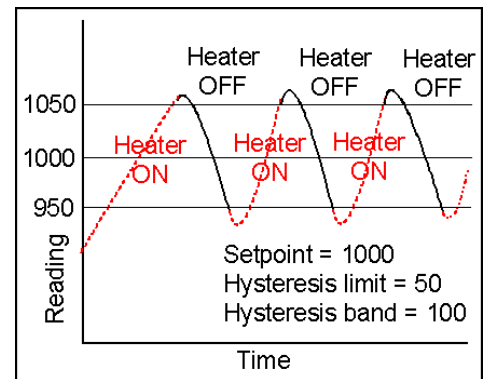 Heater Heater Heater
OFF OFF OFF
1050
Heater Heater Heater
1000
ON ON ON
950
Reading
Setpoint = 1000
Hysteresis limit = 50
Hysteresis band = 100
Time